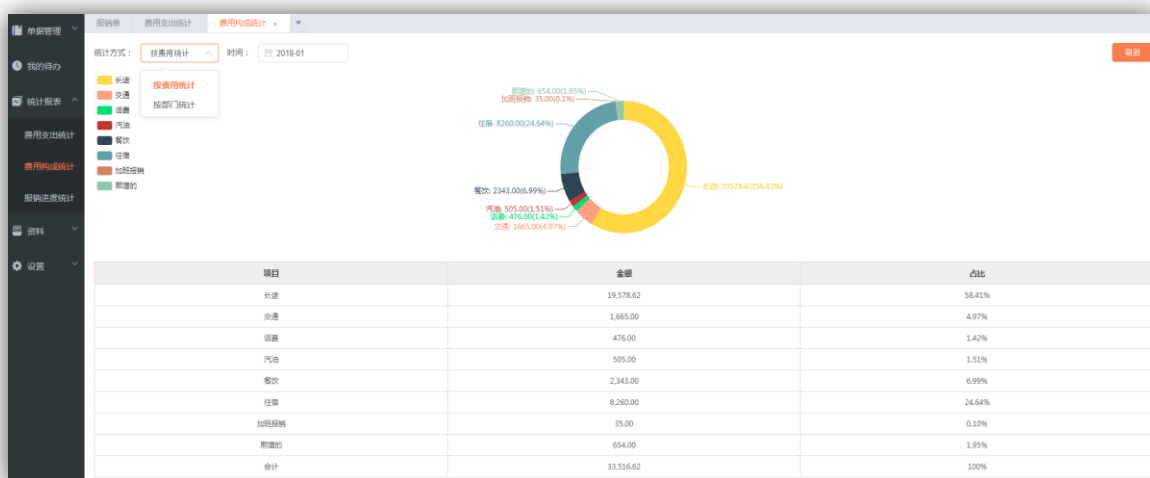 单据管理
我的待办
统计报表
费用支出统计
费用构成统计
报销进度统计
资料
设置
报销单 费用支出统计 费用构成统计 ×
统计方式： 按费用统计 时间： 2018-01 刷新
按费用统计
按部门统计
长途
交通
话费
汽油
餐饮
住宿
加班报销
熙增的
熙增的: 654.00(1.95%)
加班报销: 35.00(0.1%)
住宿: 8260.00(24.64%)
餐饮: 2343.00(6.99%)
长途: 19578.62(58.42%)
汽油: 505.00(1.51%)
话费: 476.00(1.42%)
交通: 1665.00(4.97%)
项目 金额 占比
长途 19,578.62 58.41%
交通 1,665.00 4.97%
话费 476.00 1.42%
汽油 505.00 1.51%
餐饮 2,343.00 6.99%
住宿 8,260.00 24.64%
加班报销 35.00 0.10%
熙增的 654.00 1.95%
合计 33,516.62 100%